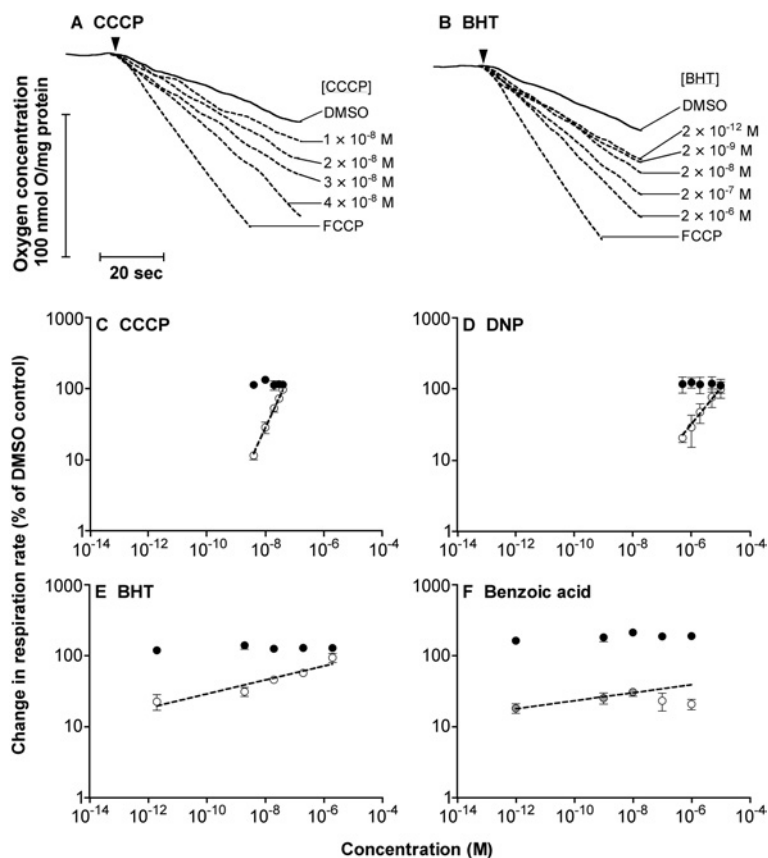 A CCCP
B BHT
Oxygen concentration
100 nmol O/mg protein
20 sec
[CCCP]
DMSO
1 × 10-8 M
2 × 10-8 M
3 × 10-8 M
4 × 10-8 M
FCCP
[BHT]
DMSO
2 × 10-12 M
2 × 10-9 M
2 × 10-8 M
2 × 10-7 M
2 × 10-6 M
FCCP
Change in respiration rate (% of DMSO control)
C CCCP
1000
100
10
1
10-14 10-12 10-10 10-8 10-6 10-4
D DNP
1000
100
10
1
10-14 10-12 10-10 10-8 10-6 10-4
E BHT
1000
100
10
1
10-14 10-12 10-10 10-8 10-6 10-4
F Benzoic acid
1000
100
10
1
10-14 10-12 10-10 10-8 10-6 10-4
Concentration (M)